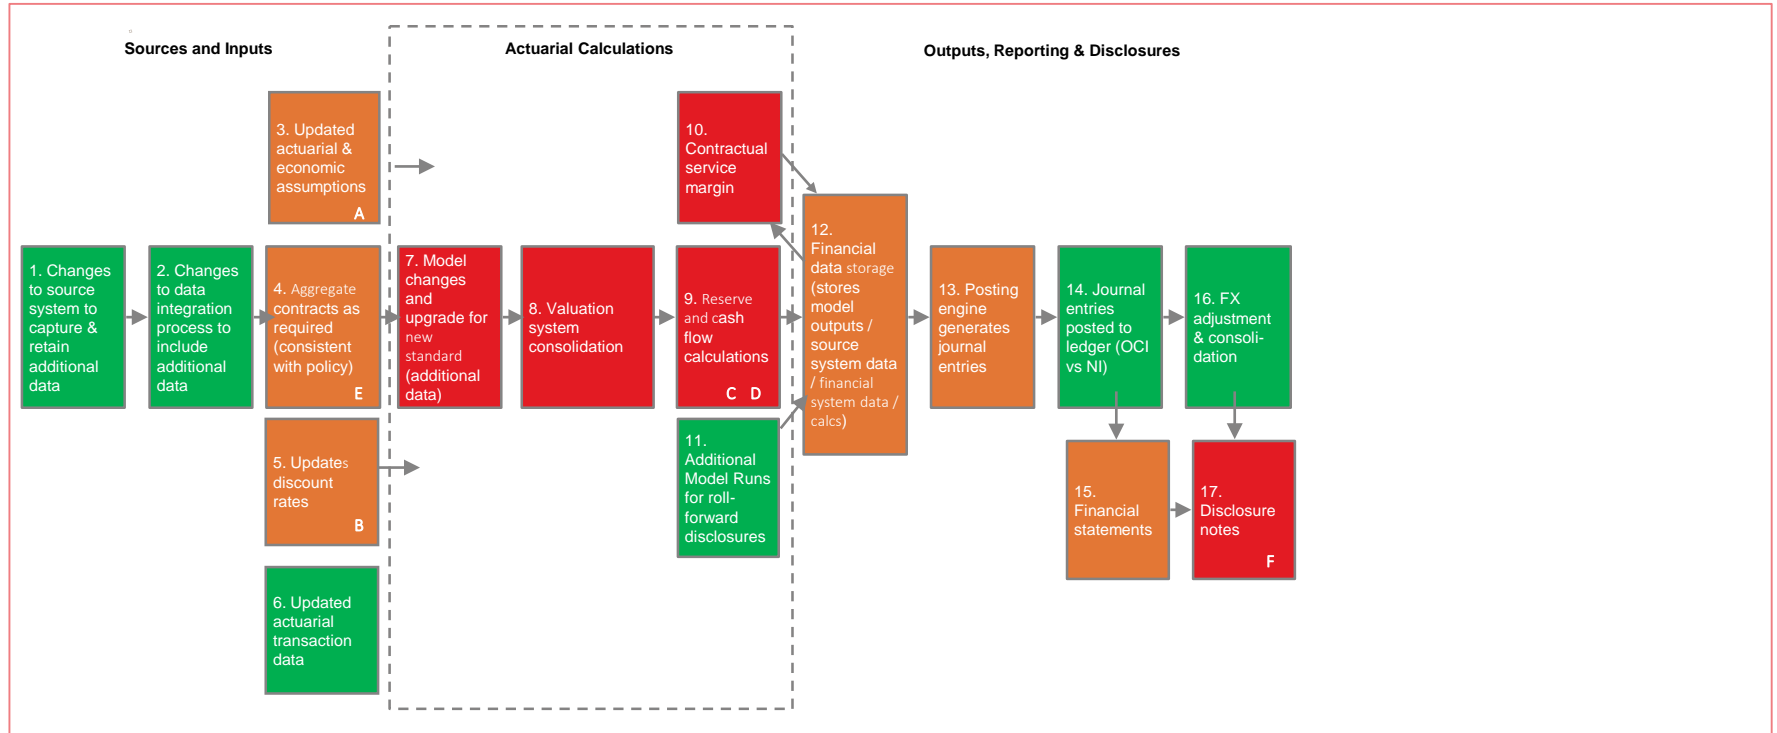 Sources and Inputs
Actuarial Calculations
Outputs, Reporting & Disclosures
3. Updated
actuarial &
economic
assumptions
A
10.
Contractual
service
margin
1. Changes
to source
system to
capture &
retain
additional
data
2. Changes
to data
integration
process to
include
additional
data
4. Aggregate
contracts as
required
(consistent
with policy)
E
7. Model
changes
and
upgrade for
new
standard
(additional
data)
8. Valuation
system
consolidation
9. Reserve
and cash
flow
calculations
C D
12.
Financial
data storage
(stores
model
outputs /
source
system data
/ financial
system data /
calcs)
13. Posting
engine
generates
journal
entries
14. Journal
entries
posted to
ledger (OCI
vs NI)
16. FX
adjustment
& consoli-
dation
5. Updates
discount
rates
B
11.
Additional
Model Runs
for roll-
forward
disclosures
15.
Financial
statements
17.
Disclosure
notes
F
6. Updated
actuarial
transaction
data